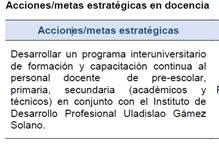 Acciones/metas estratégicas en docencia
Acciones/metas estratégicas
Desarrollar un programa interuniversitario
de formación y capacitación continua al
personal docente de pre-escolar,
primaria, secundaria (académicos y
técnicos) en conjunto con el Instituto de
Desarrollo Profesional Uladislao Gámez
Solano.